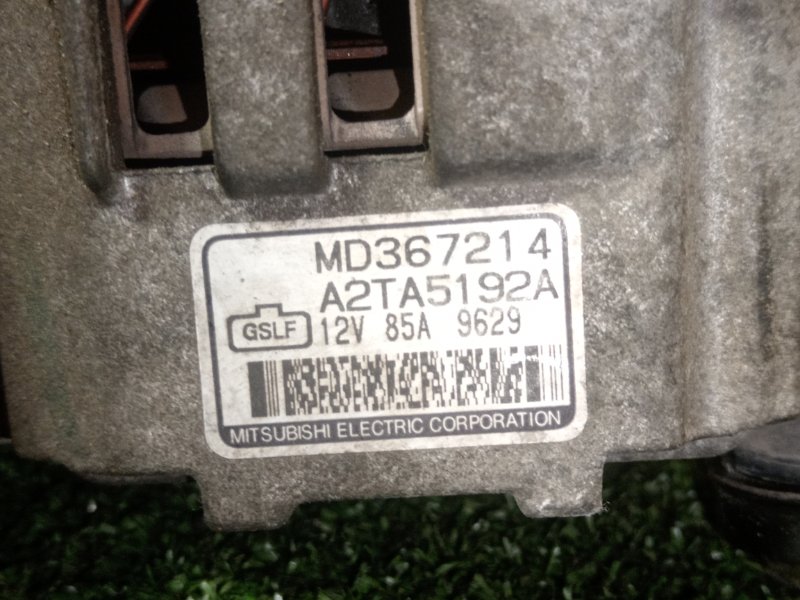 MD367214
A2TA5192A
GSLF 12V 85A 9629
MITSUBISHI ELECTRIC CORPORATION